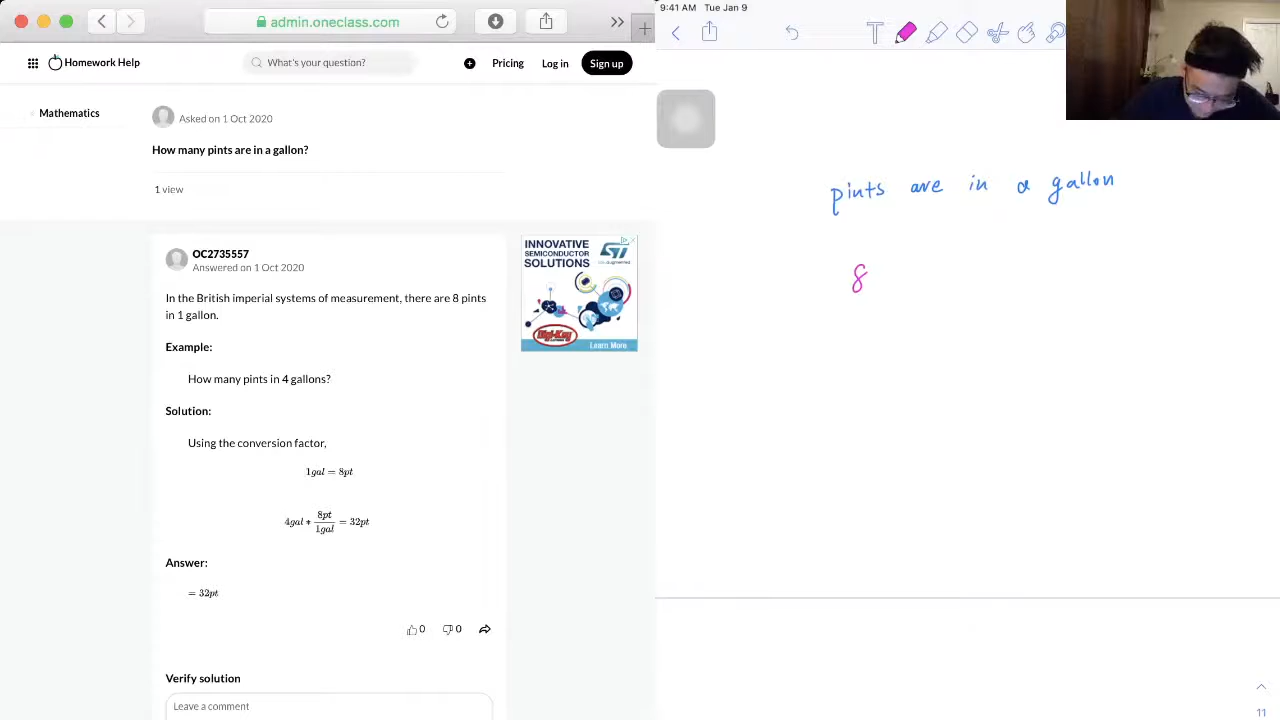 admin.oneclass.com
9:41 AM Tue Jan 9
Homework Help
What's your question?
Pricing
Log in
Sign up
Mathematics
Asked on 1 Oct 2020
How many pints are in a gallon?
1 view
OC2735557
Answered on 1 Oct 2020
In the British imperial systems of measurement, there are 8 pints
in 1 gallon.
Example:
How many pints in 4 gallons?
Solution:
Using the conversion factor,
1gal = 8pt
4gal * 8pt/1gal = 32pt
Answer:
= 32pt
0
0
Verify solution
Leave a comment
INNOVATIVE
SEMICONDUCTOR
SOLUTIONS
ST
Digi-Key
Learn More
pints are in a gallon
8
11